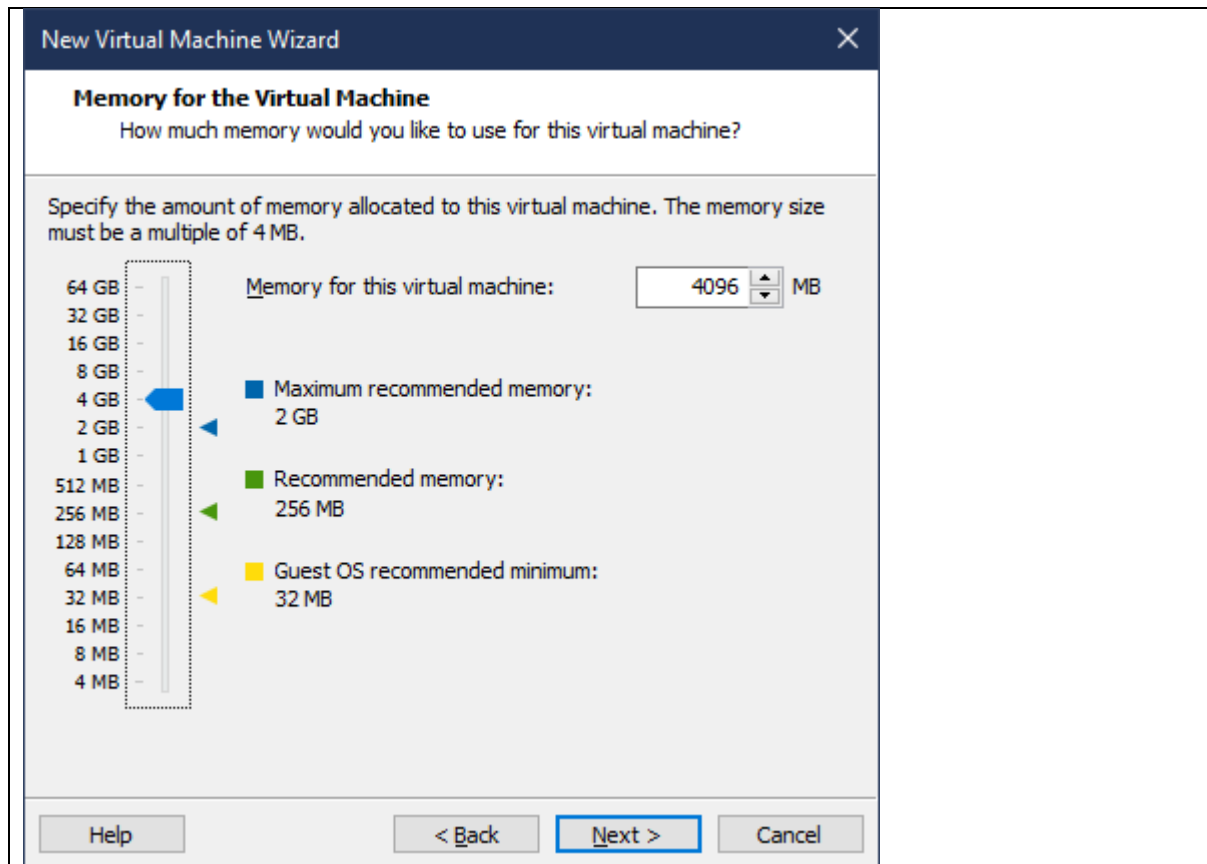 New Virtual Machine Wizard
Memory for the Virtual Machine
How much memory would you like to use for this virtual machine?
Specify the amount of memory allocated to this virtual machine. The memory size
must be a multiple of 4 MB.
64 GB
32 GB
16 GB
8 GB
4 GB
2 GB
1 GB
512 MB
256 MB
128 MB
64 MB
32 MB
16 MB
8 MB
4 MB
Memory for this virtual machine: 4096 MB
Maximum recommended memory:
2 GB
Recommended memory:
256 MB
Guest OS recommended minimum:
32 MB
Help < Back Next > Cancel